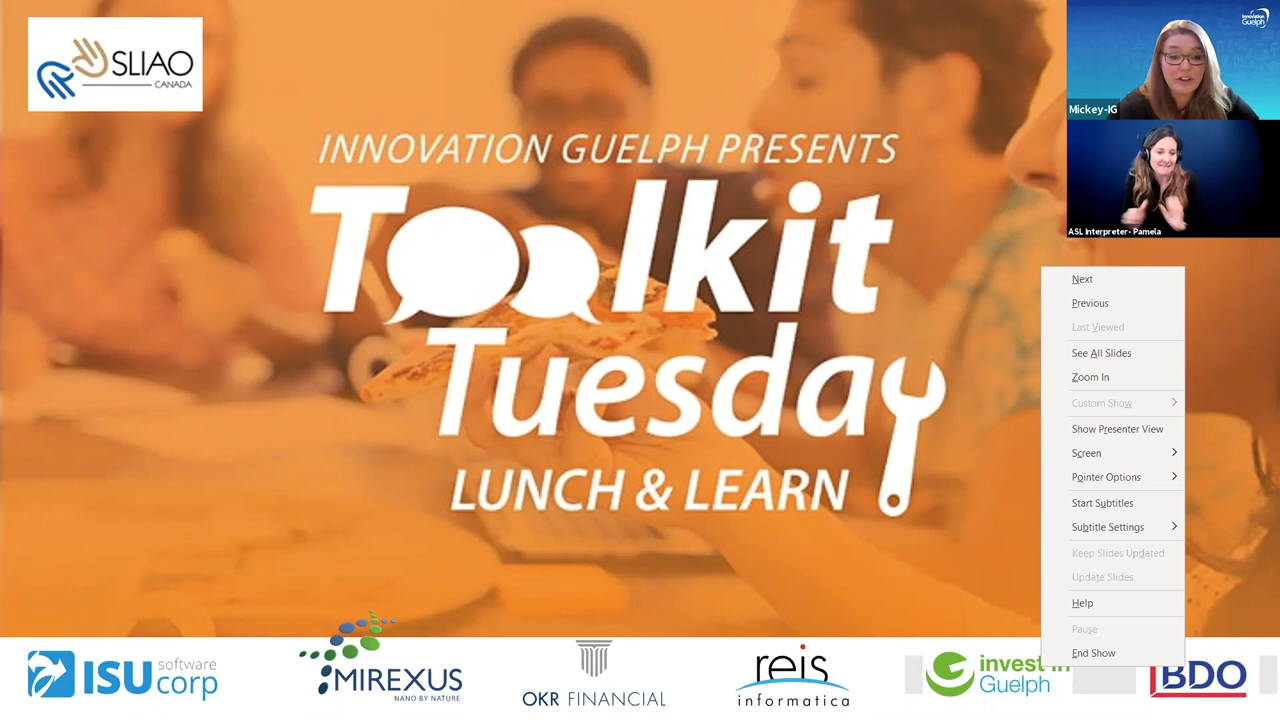 SLIAO
CANADA
INNOVATION GUELPH PRESENTS
Toolkit
Tuesday
LUNCH & LEARN
Innovation
Guelph
Mickey-IG
ASL Interpreter- Pamela
Next
Previous
Last Viewed
See All Slides
Zoom In
Custom Show
Show Presenter View
Screen
Pointer Options
Start Subtitles
Subtitle Settings
Keep Slides Updated
Update Slides
Help
Pause
End Show
ISU software
corp
MIREXUS
NANO BY NATURE
OKR FINANCIAL
reis
informatica
invest in
Guelph
BDO